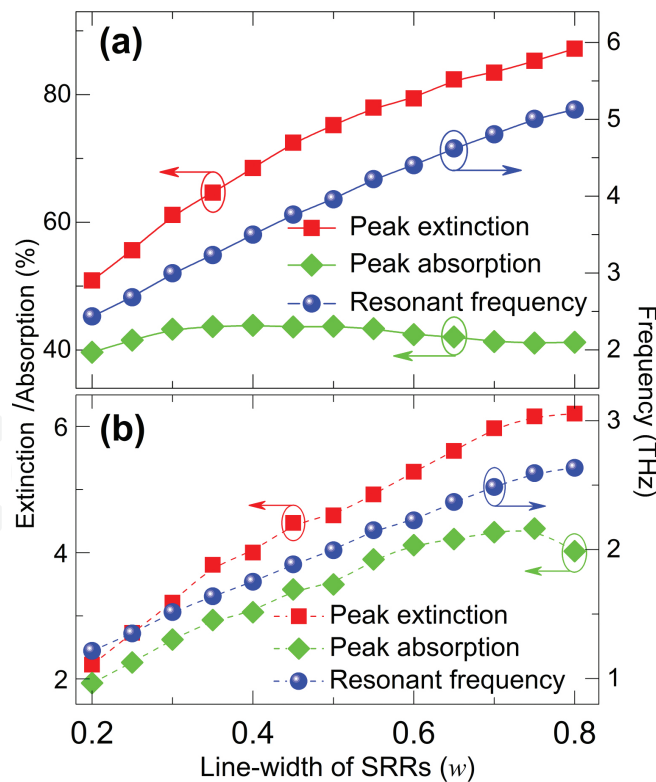 (a)
80
60
40
6
5
4
3
2
Peak extinction
Peak absorption
Resonant frequency
Extinction /Absorption (%)
Frequency (THz)
(b)
6
4
2
3
2
1
Peak extinction
Peak absorption
Resonant frequency
0.2 0.4 0.6 0.8
Line-width of SRRs (w)